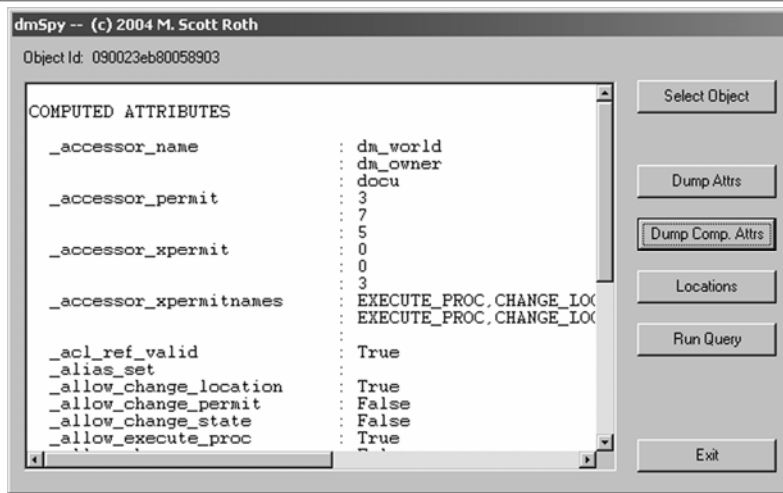 dmSpy -- (c) 2004 M. Scott Roth
Object Id: 090023eb80058903
COMPUTED ATTRIBUTES
_accessor_name : dm_world
: dm_owner
: docu
_accessor_permit : 3
: 7
: 5
_accessor_xpermit : 0
: 0
: 3
_accessor_xpermitnames : EXECUTE_PROC,CHANGE_LOC
: EXECUTE_PROC,CHANGE_LOC
:
_acl_ref_valid : True
_alias_set :
_allow_change_location : True
_allow_change_permit : False
_allow_change_state : False
_allow_execute_proc : True
Select Object
Dump Attrs
Dump Comp. Attrs
Locations
Run Query
Exit